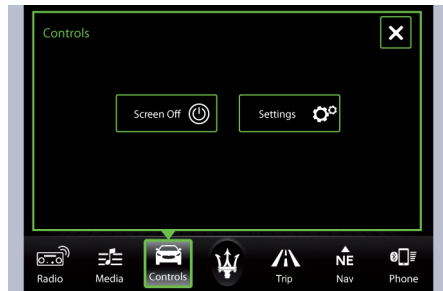 Controls
Screen Off
Settings
NE
Radio
Media
Controls
Trip
Nav
Phone